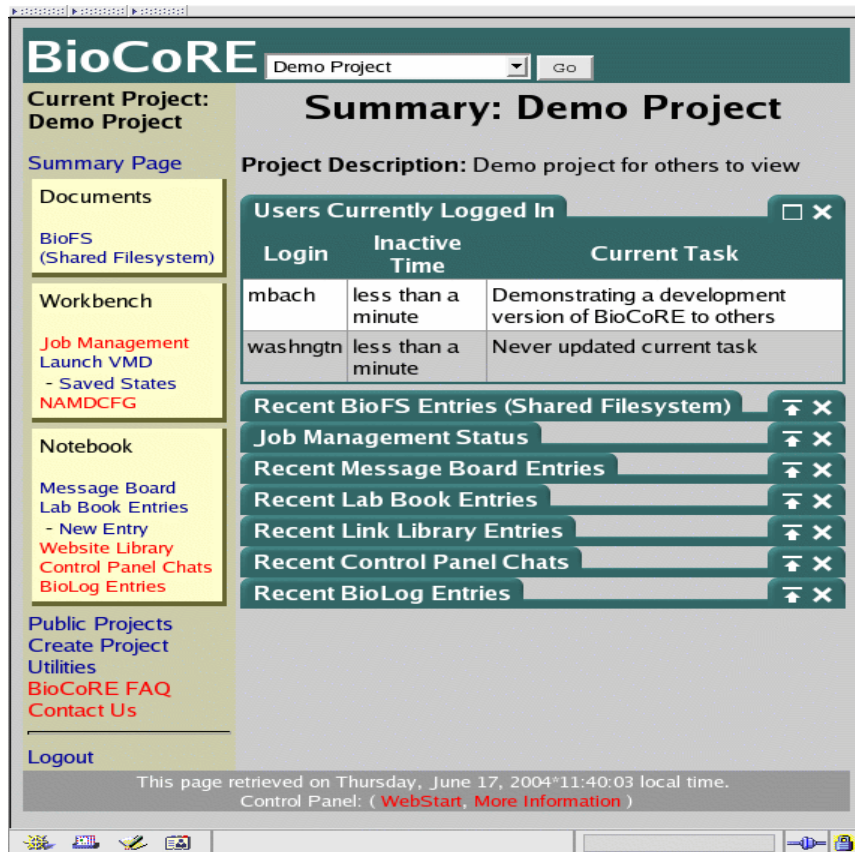 BioCoRE Demo Project Go
Current Project:
Demo Project
Summary Page
Documents
BioFS
(Shared Filesystem)
Workbench
Job Management
Launch VMD
- Saved States
NAMDCFG
Notebook
Message Board
Lab Book Entries
- New Entry
Website Library
Control Panel Chats
BioLog Entries
Public Projects
Create Project
Utilities
BioCoRE FAQ
Contact Us
Logout
Summary: Demo Project
Project Description: Demo project for others to view
Users Currently Logged In
Login Inactive Time Current Task
mbach less than a minute Demonstrating a development version of BioCoRE to others
washngtn less than a minute Never updated current task
Recent BioFS Entries (Shared Filesystem)
Job Management Status
Recent Message Board Entries
Recent Lab Book Entries
Recent Link Library Entries
Recent Control Panel Chats
Recent BioLog Entries
This page retrieved on Thursday, June 17, 2004*11:40:03 local time.
Control Panel: ( WebStart, More Information )